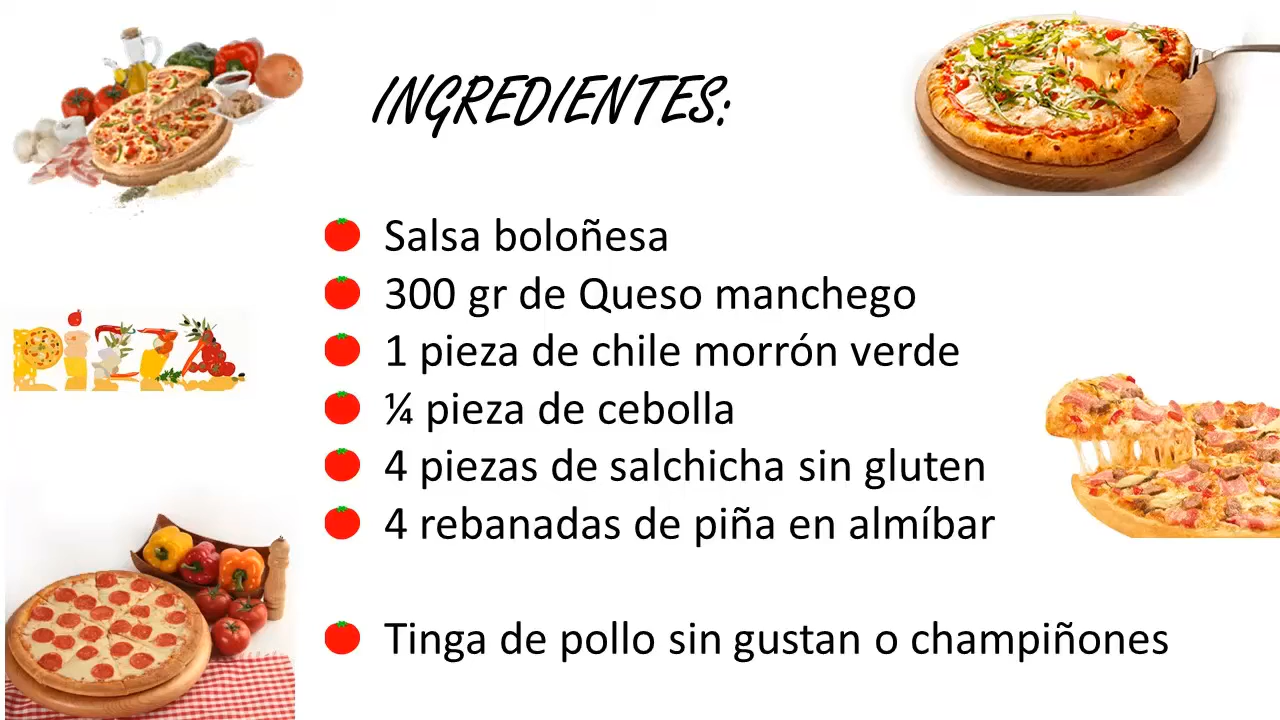 INGREDIENTES:
Salsa boloñesa
300 gr de Queso manchego
1 pieza de chile morrón verde
¼ pieza de cebolla
PIZZA
4 piezas de salchicha sin gluten
4 rebanadas de piña en almíbar
Tinga de pollo sin gustan o champiñones